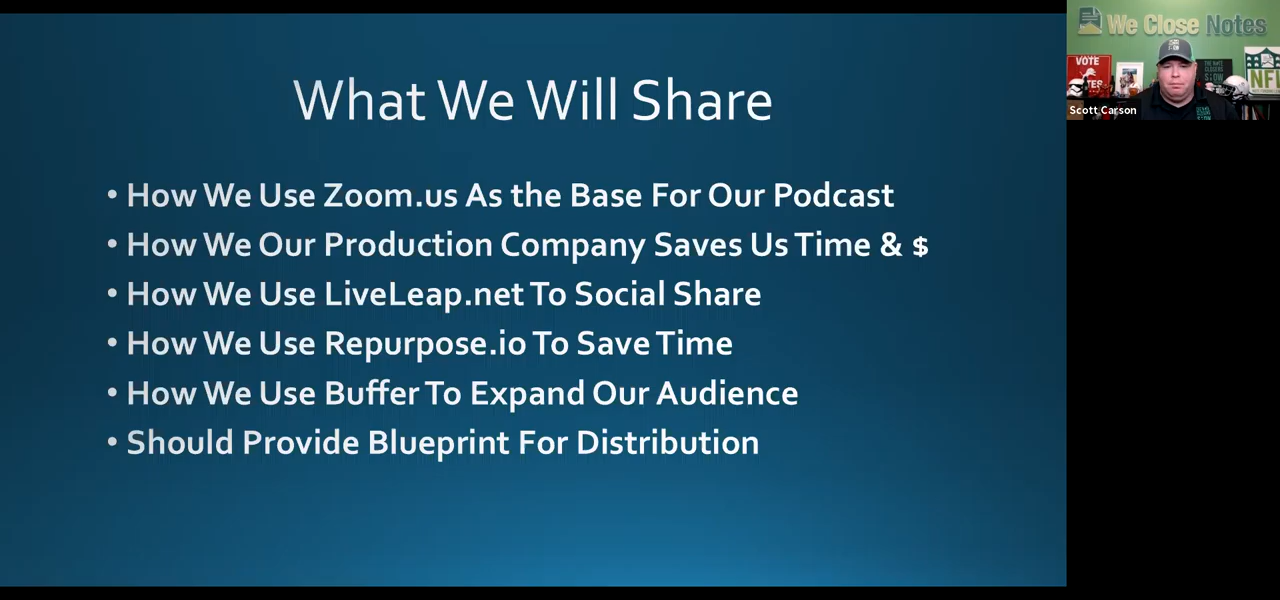 What We Will Share
• How We Use Zoom.us As the Base For Our Podcast
• How We Our Production Company Saves Us Time & $
• How We Use LiveLeap.net To Social Share
• How We Use Repurpose.io To Save Time
• How We Use Buffer To Expand Our Audience
• Should Provide Blueprint For Distribution
We Close Notes
VOTE
NFL
Scott Carson